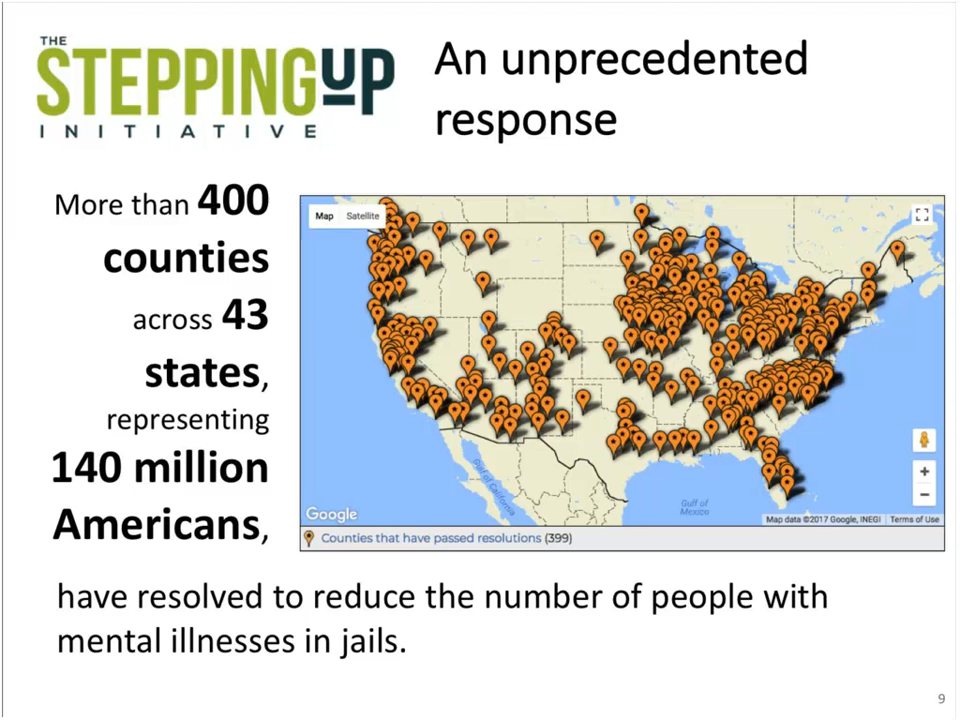 THE
STEPPING UP
INITIATIVE
An unprecedented
response
More than 400
counties
across 43
states,
representing
140 million
Americans,
have resolved to reduce the number of people with
mental illnesses in jails.
Map Satellite
Gulf of California
Gulf of
Mexico
Google
Map data ©2017 Google, INEGI Terms of Use
Counties that have passed resolutions (399)
9